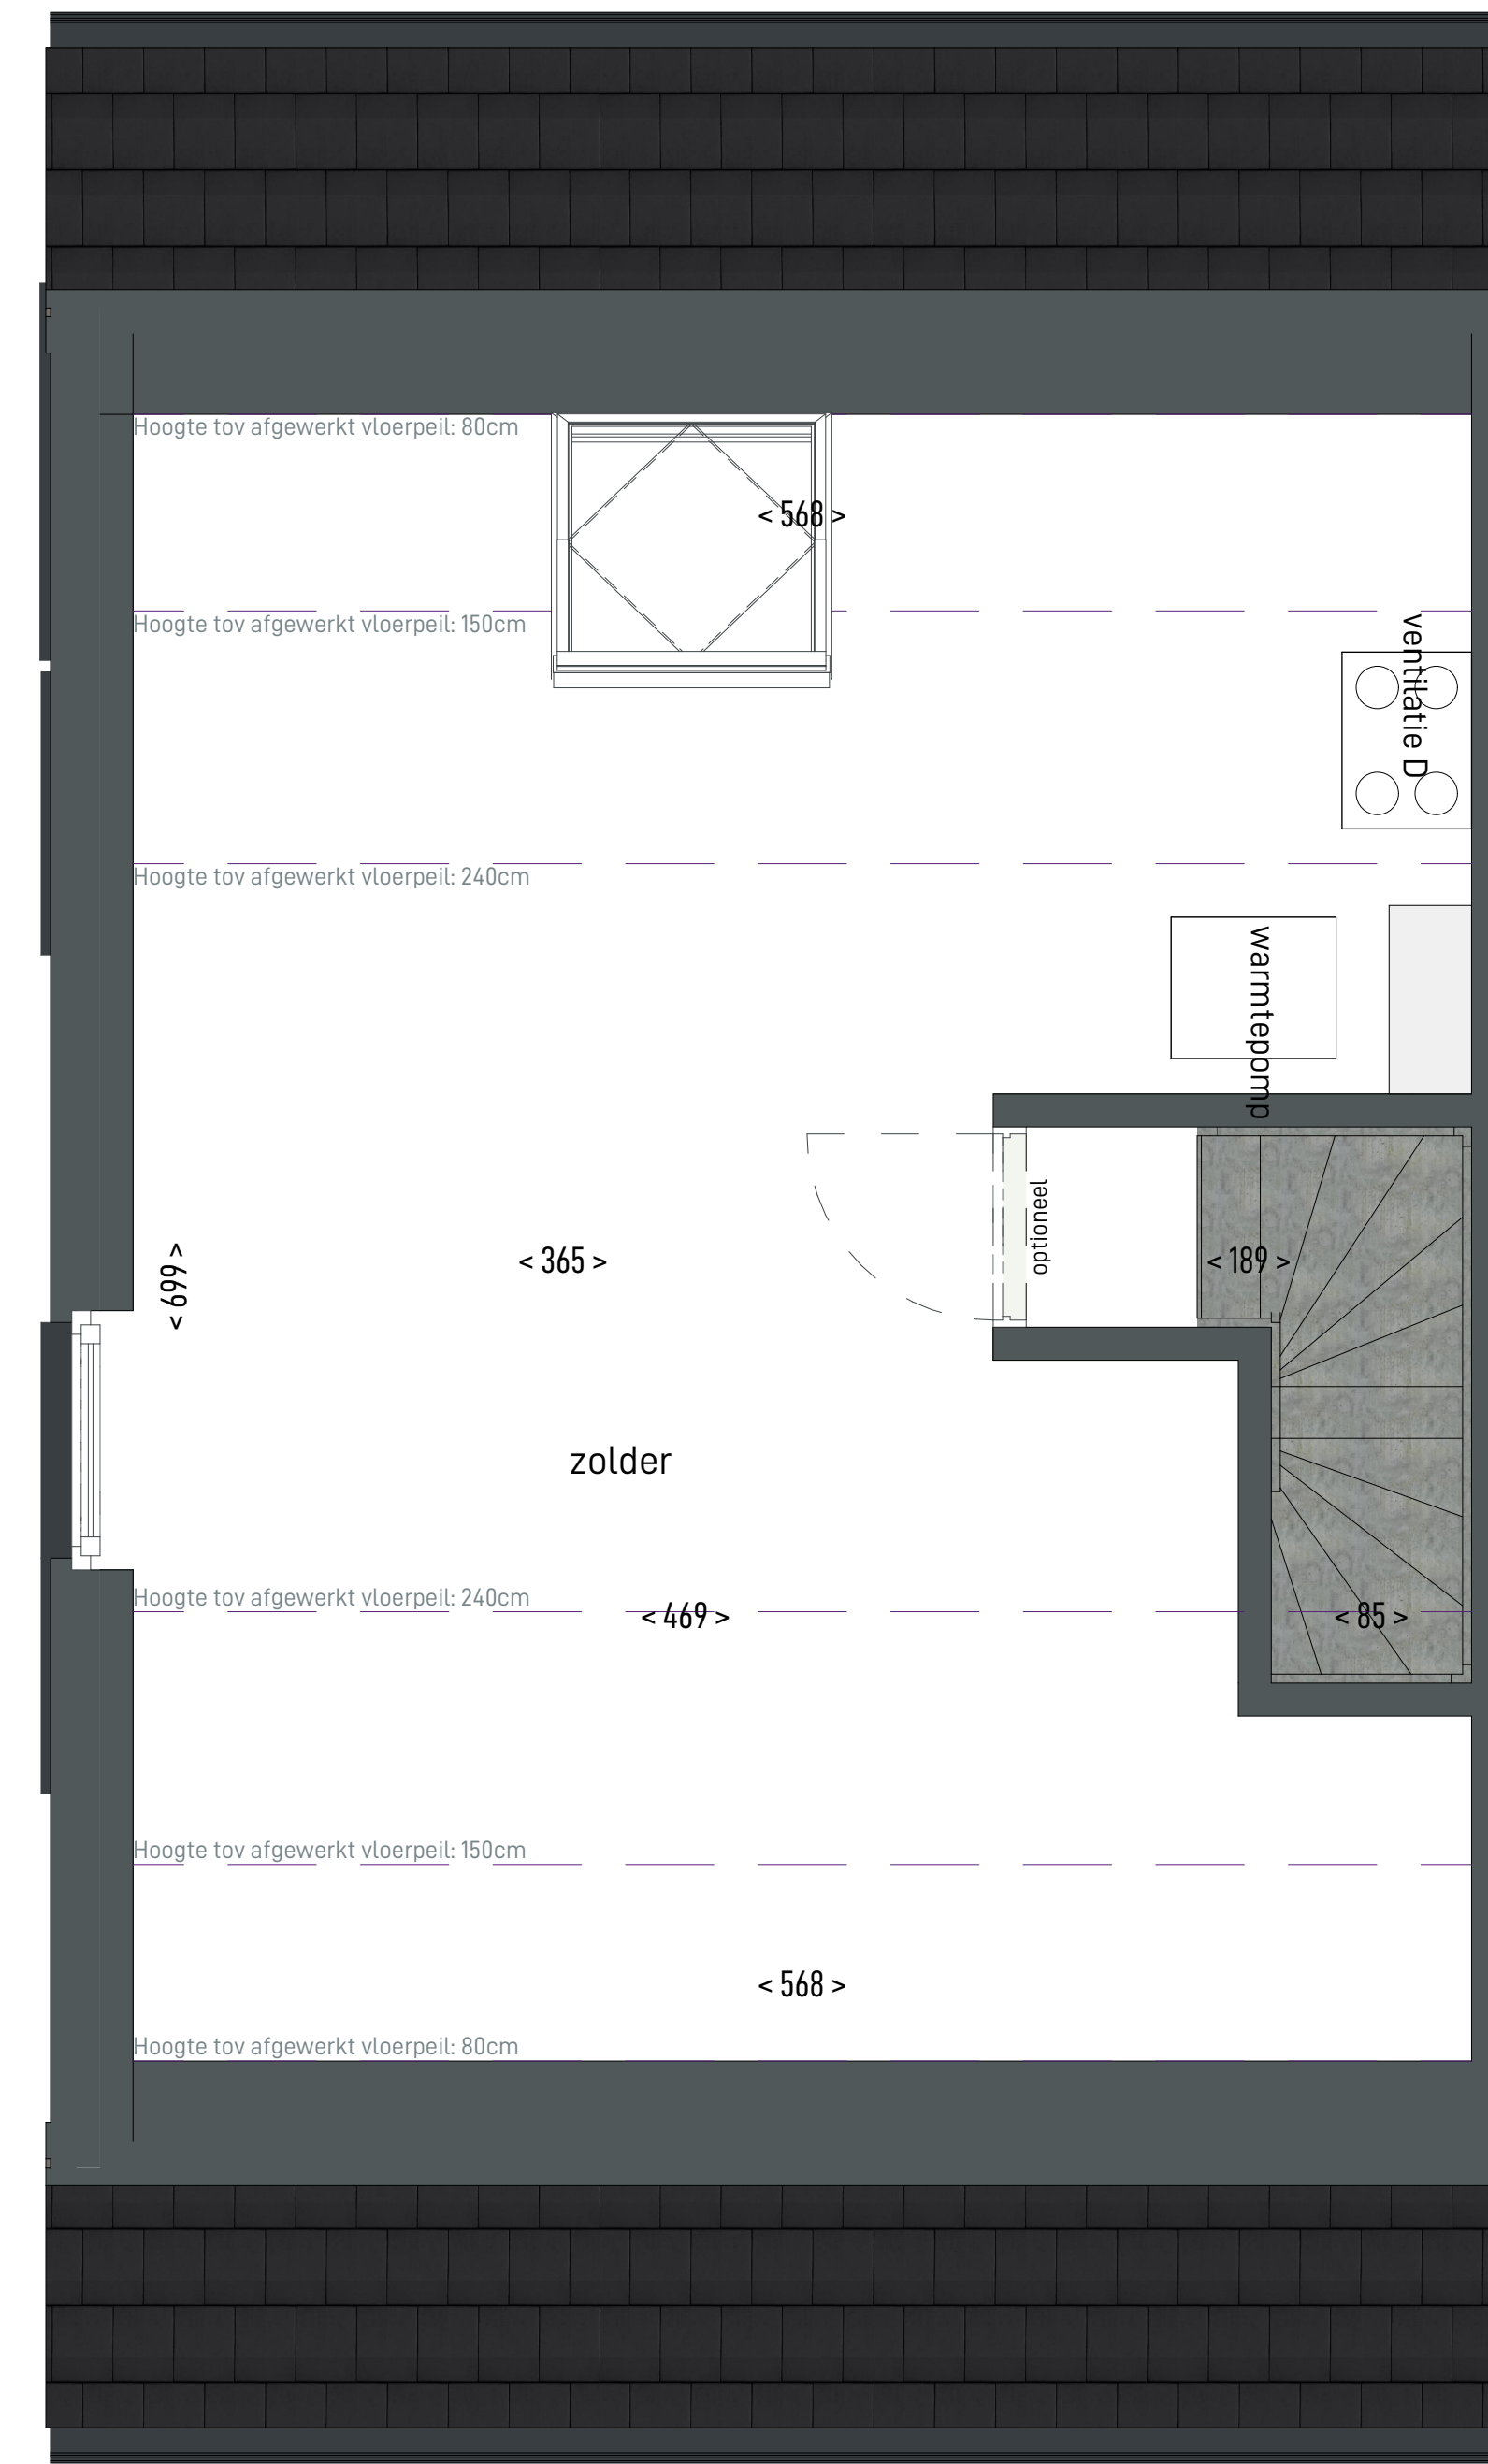 Hoogte tov afgewerkt vloerpeil: 80cm
< 568 >
Hoogte tov afgewerkt vloerpeil: 150cm
ventilatie D
Hoogte tov afgewerkt vloerpeil: 240cm
warmtepomp
optioneel
< 699 >
< 365 >
< 189 >
zolder
Hoogte tov afgewerkt vloerpeil: 240cm
< 469 >
< 85 >
Hoogte tov afgewerkt vloerpeil: 150cm
< 568 >
Hoogte tov afgewerkt vloerpeil: 80cm